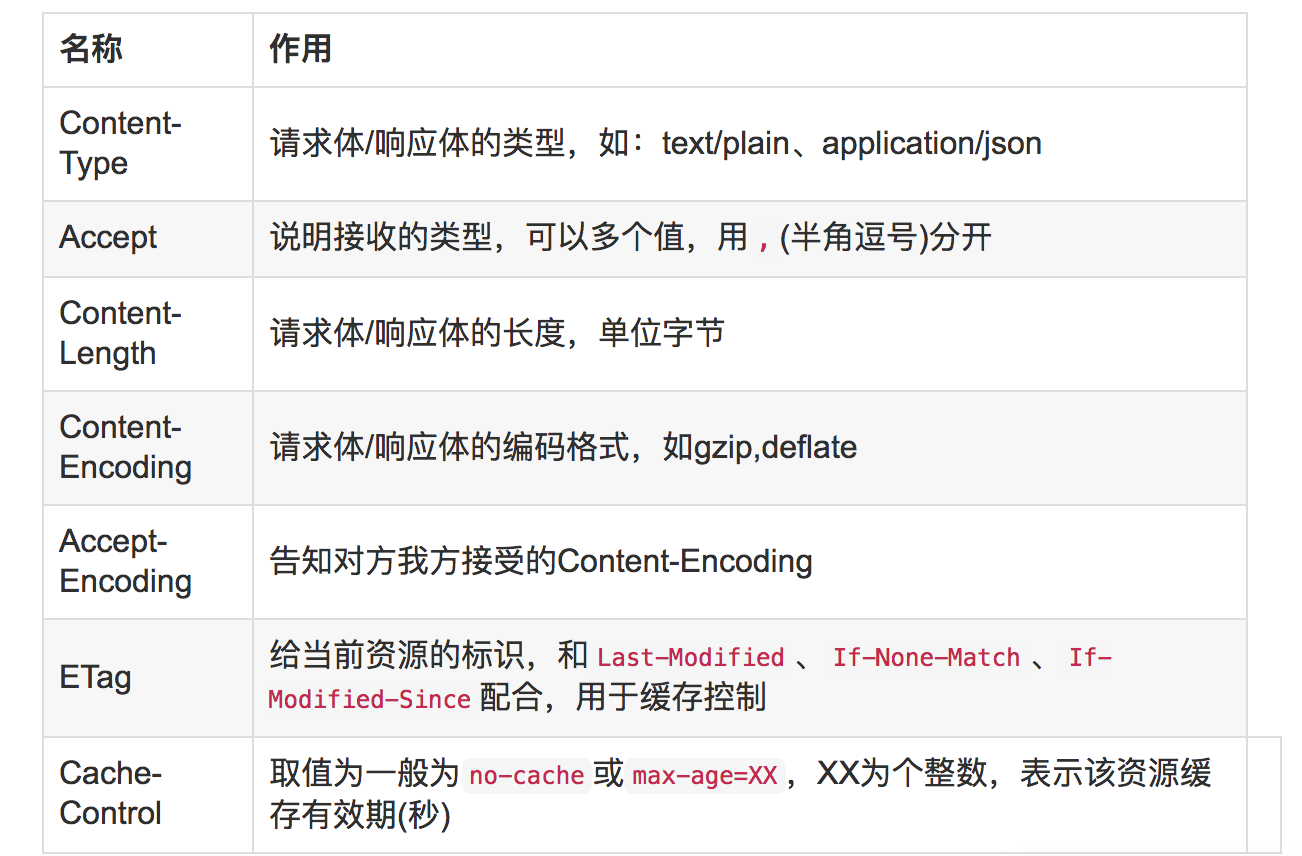 名称 作用
Content-
Type
请求体/响应体的类型，如：text/plain、application/json
Accept 说明接收的类型，可以多个值，用 , (半角逗号)分开
Content-
Length
请求体/响应体的长度，单位字节
Content-
Encoding
请求体/响应体的编码格式，如gzip,deflate
Accept-
Encoding
告知对方我方接受的Content-Encoding
ETag
给当前资源的标识，和 Last-Modified 、 If-None-Match 、 If-
Modified-Since 配合，用于缓存控制
Cache-
Control
取值为一般为 no-cache 或 max-age=XX ，XX为个整数，表示该资源缓
存有效期(秒)